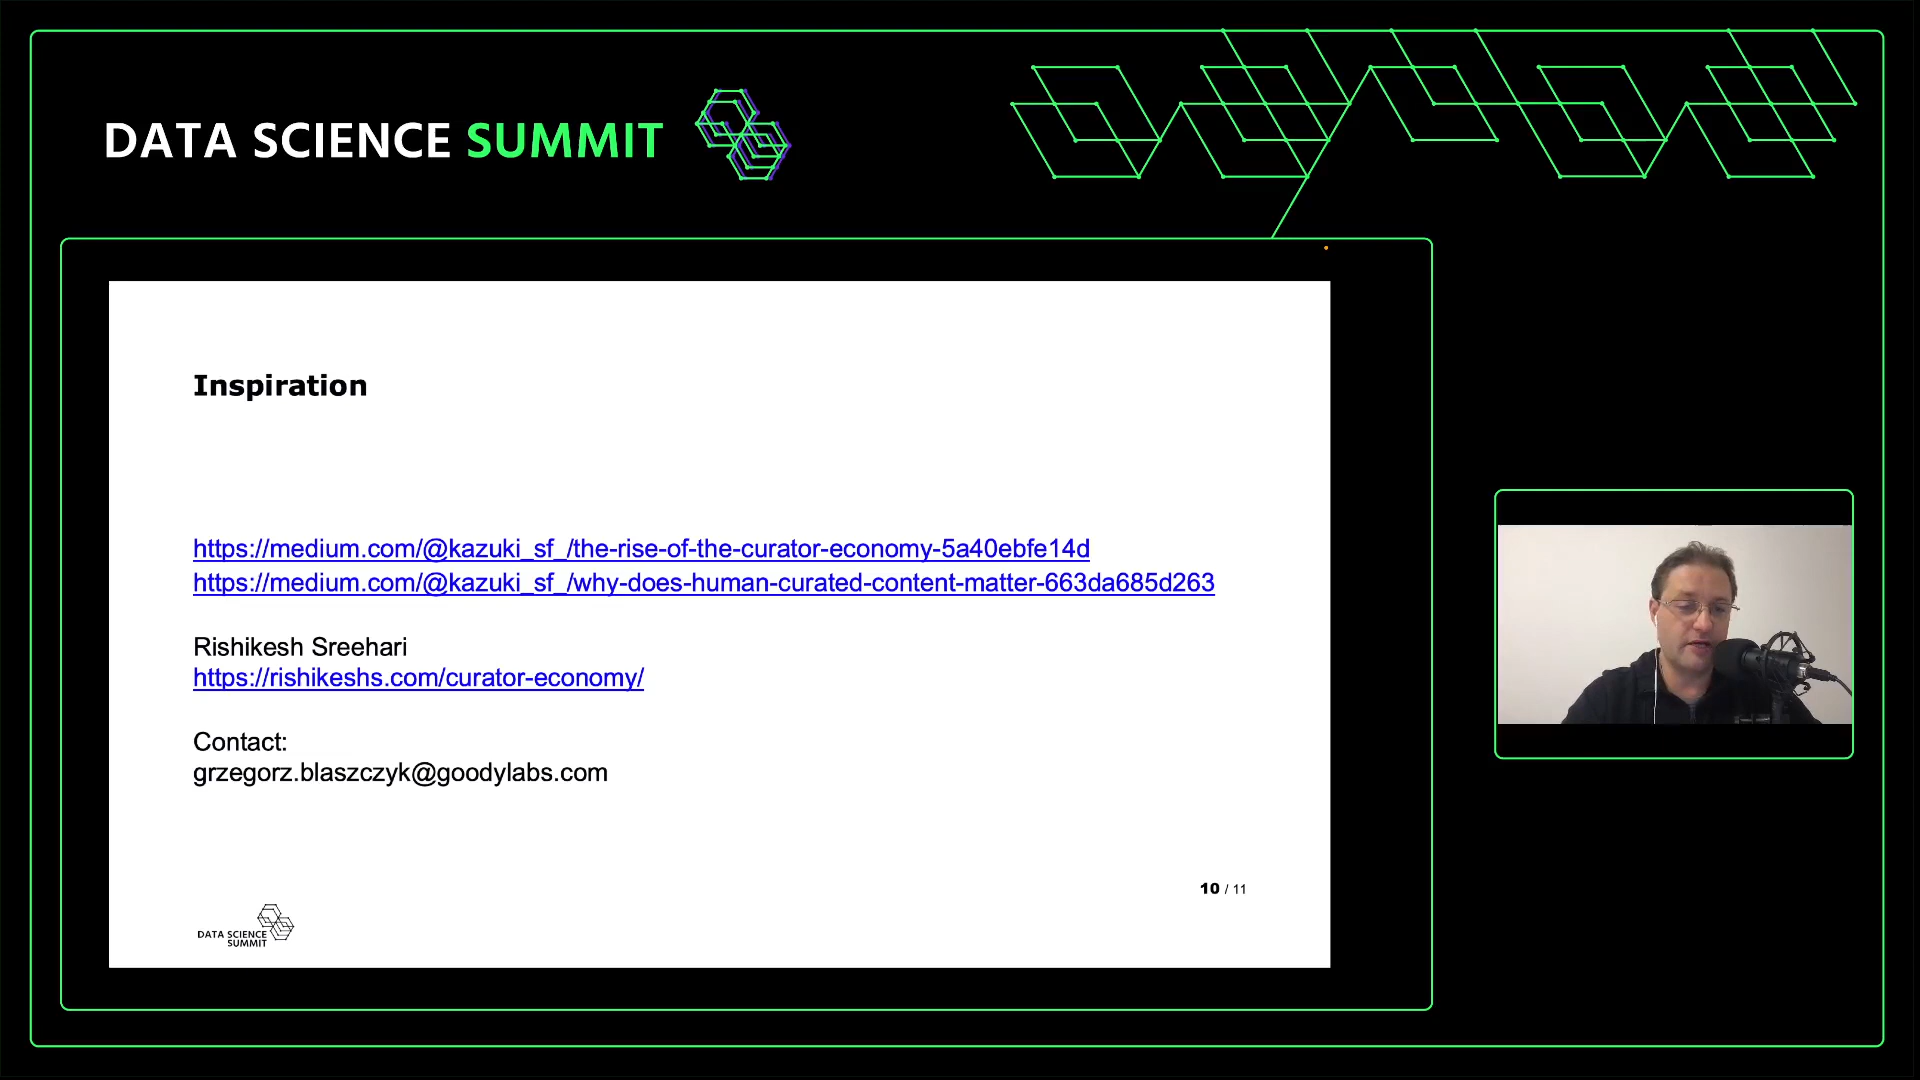 DATA SCIENCE SUMMIT
Inspiration
https://medium.com/@kazuki_sf_/the-rise-of-the-curator-economy-5a40ebfe14d
https://medium.com/@kazuki_sf_/why-does-human-curated-content-matter-663da685d263
Rishikesh Sreehari
https://rishikeshs.com/curator-economy/
Contact:
grzegorz.blaszczyk@goodylabs.com
10 / 11
DATA SCIENCE
SUMMIT